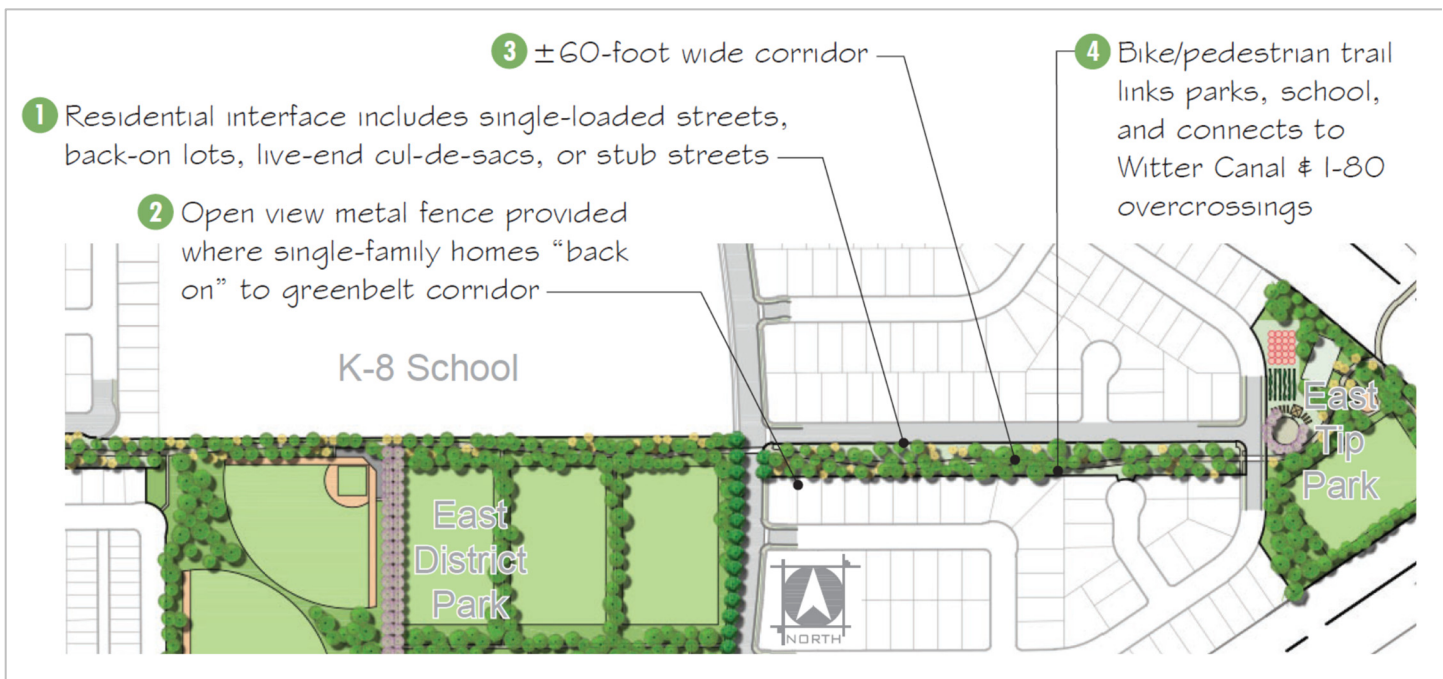 3 ±60-foot wide corridor
4 Bike/pedestrian trail
links parks, school,
and connects to
Witter Canal & I-80
overcrossings
1 Residential interface includes single-loaded streets,
back-on lots, live-end cul-de-sacs, or stub streets
2 Open view metal fence provided
where single-family homes “back
on” to greenbelt corridor
K-8 School
East
Tip
Park
East
District
Park
NORTH